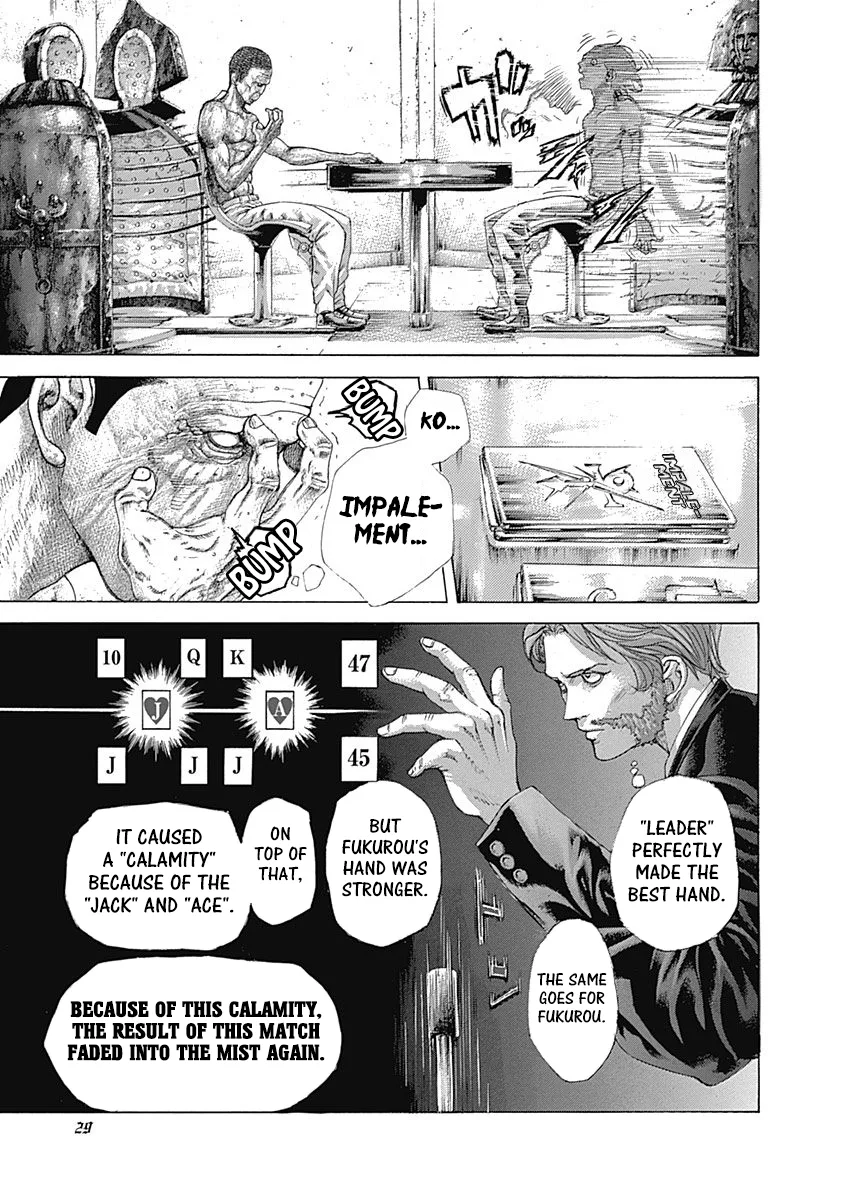 ガ
BUMP
KO...
IMPALE-
MENT...
BUMP
IMPALE
MENT
10 Q K 47
J A
J J J 45
"LEADER"
PERFECTLY
MADE THE
BEST HAND.
THE SAME
GOES FOR
FUKUROU.
BUT
FUKUROU'S
HAND WAS
STRONGER.
ON
TOP OF
THAT,
IT CAUSED
A "CALAMITY"
BECAUSE OF THE
"JACK" AND "ACE".
BECAUSE OF THIS CALAMITY,
THE RESULT OF THIS MATCH
FADED INTO THE MIST AGAIN.
29